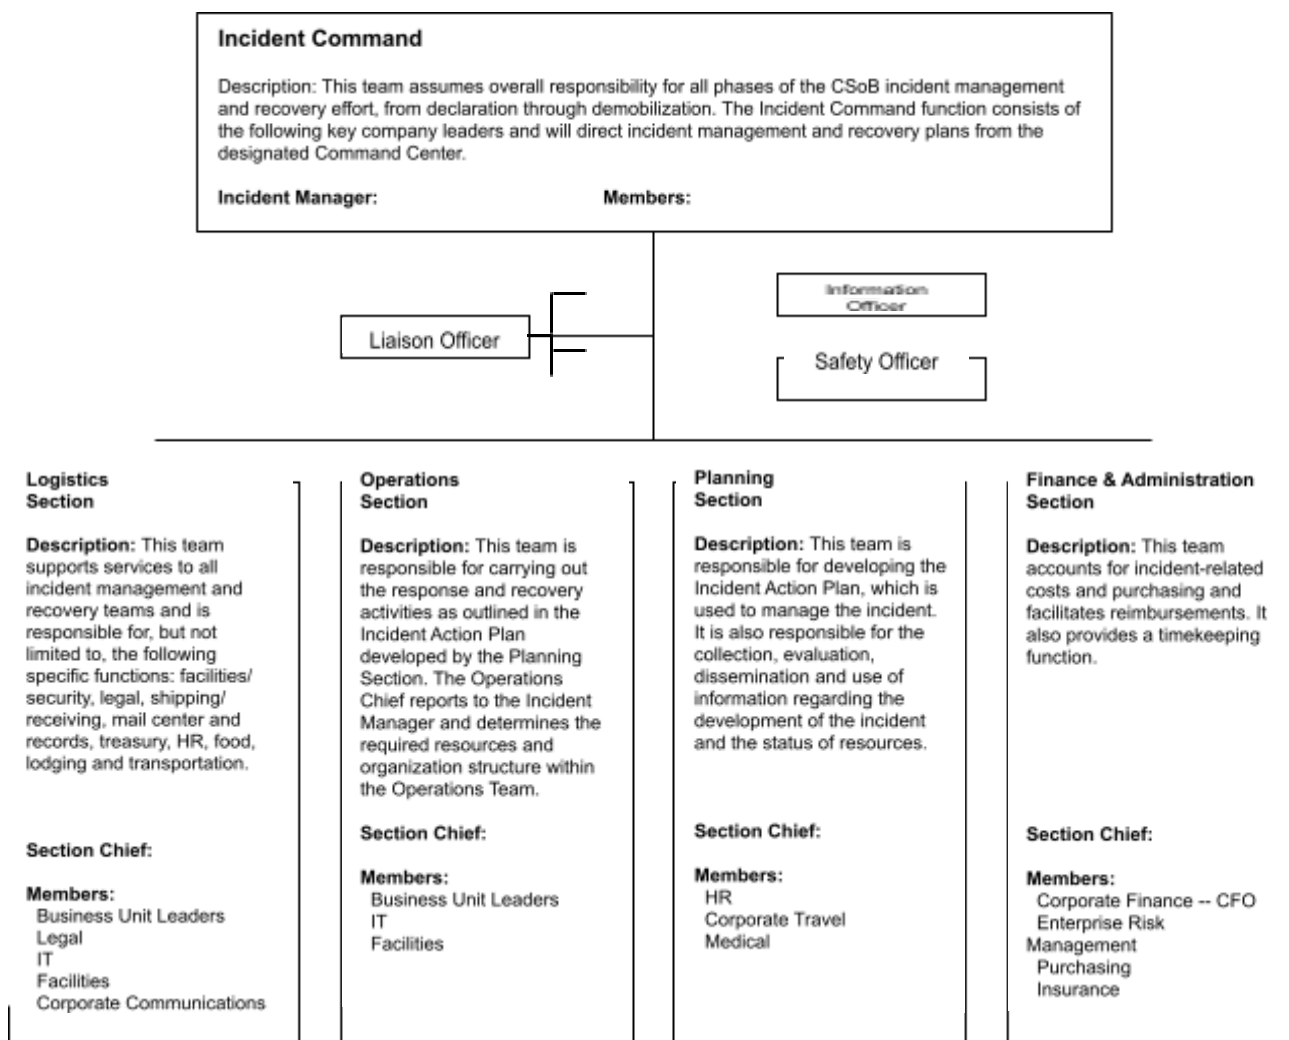 Incident Command
Description: This team assumes overall responsibility for all phases of the CSoB incident management
and recovery effort, from declaration through demobilization. The Incident Command function consists of
the following key company leaders and will direct incident management and recovery plans from the
designated Command Center.
Incident Manager:
Members:
Information
Officer
Liaison Officer
Safety Officer
Logistics
Section
Description: This team
supports services to all
incident management and
recovery teams and is
responsible for, but not
limited to, the following
specific functions: facilities/
security, legal, shipping/
receiving, mail center and
records, treasury, HR, food,
lodging and transportation.
Section Chief:
Members:
Business Unit Leaders
Legal
IT
Facilities
Corporate Communications
Operations
Section
Description: This team is
responsible for carrying out
the response and recovery
activities as outlined in the
Incident Action Plan
developed by the Planning
Section. The Operations
Chief reports to the Incident
Manager and determines the
required resources and
organization structure within
the Operations Team.
Section Chief:
Members:
Business Unit Leaders
IT
Facilities
Planning
Section
Description: This team is
responsible for developing the
Incident Action Plan, which is
used to manage the incident.
It is also responsible for the
collection, evaluation,
dissemination and use of
information regarding the
development of the incident
and the status of resources.
Section Chief:
Members:
HR
Corporate Travel
Medical
Finance & Administration
Section
Description: This team
accounts for incident-related
costs and purchasing and
facilitates reimbursements. It
also provides a timekeeping
function.
Section Chief:
Members:
Corporate Finance -- CFO
Enterprise Risk
Management
Purchasing
Insurance